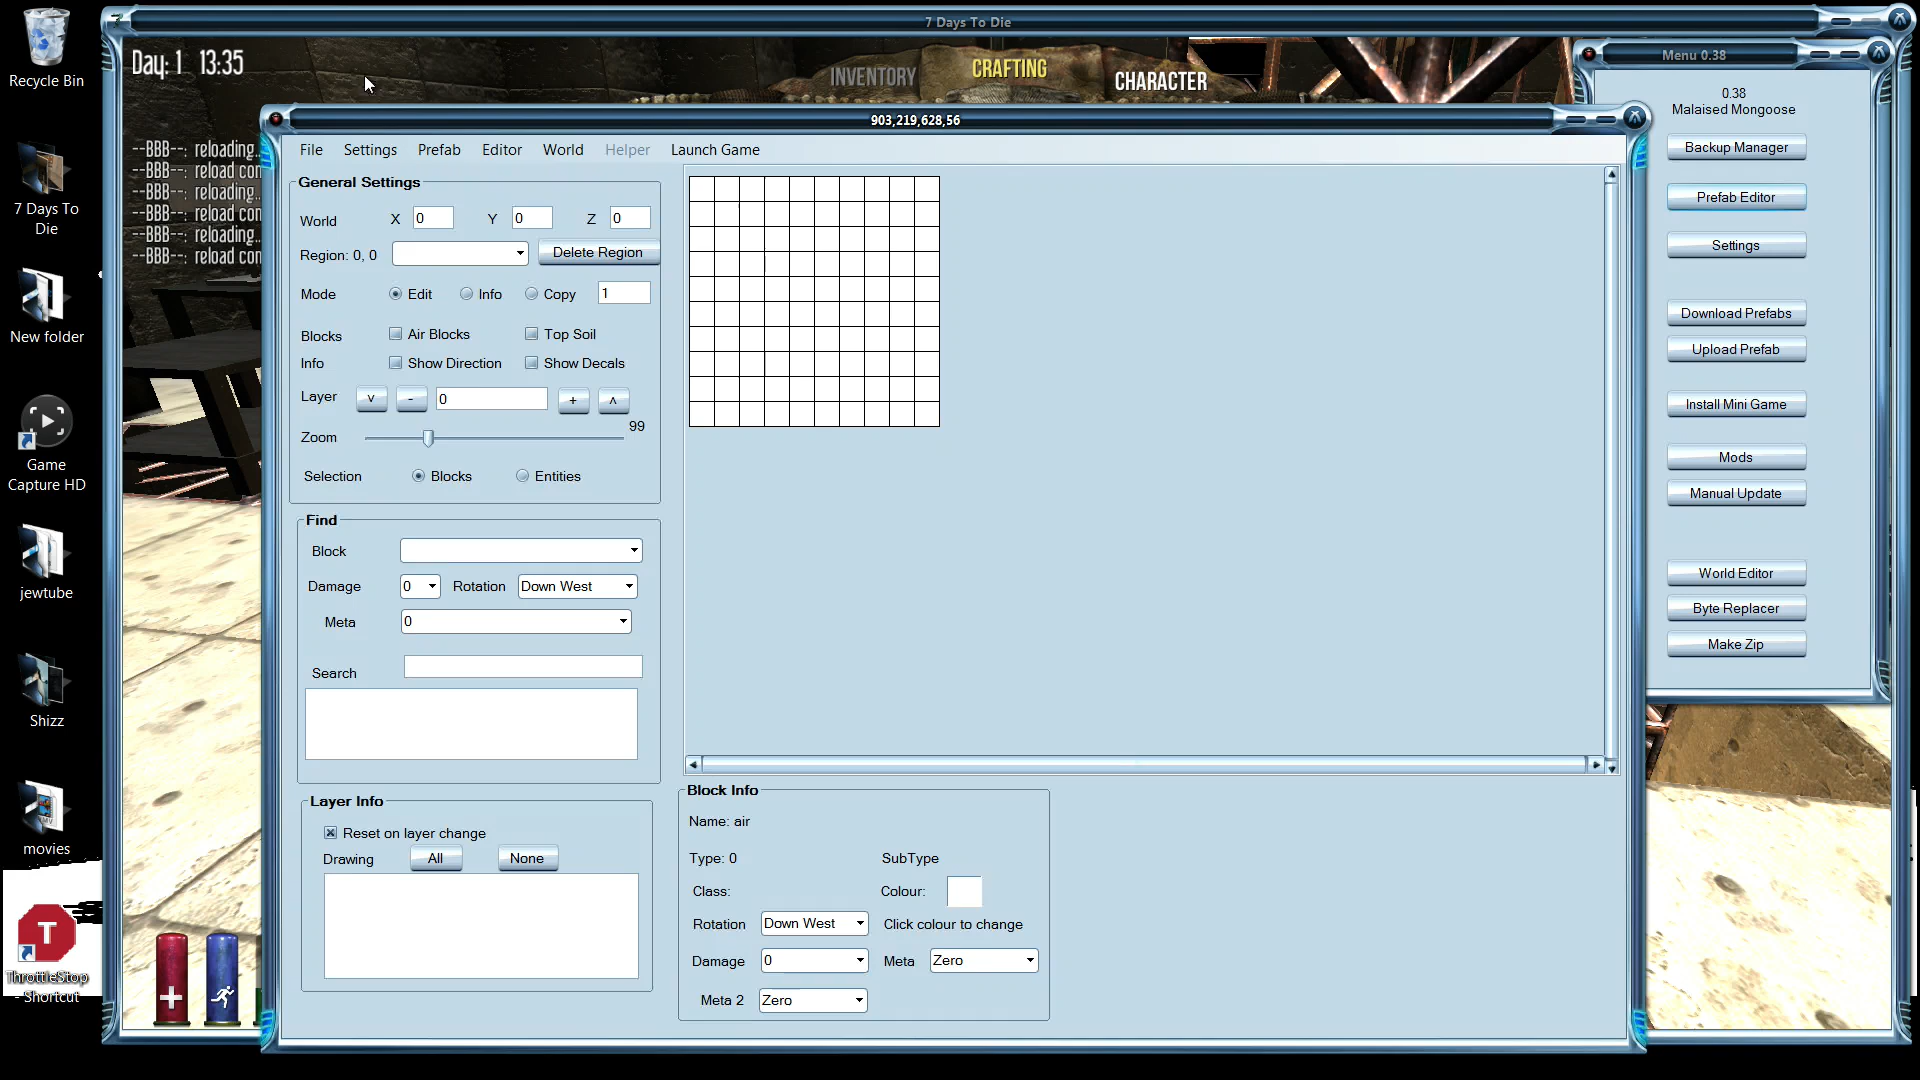 Recycle Bin
7 Days To
Die
New folder
Game
Capture HD
jewtube
Shizz
movies
T
ThrottleStop
- Shortcut
7 Days To Die
Day: 1 13:35
INVENTORY
CRAFTING
CHARACTER
--BBB--: reloading..
--BBB--: reload con
--BBB--: reloading..
--BBB--: reload con
--BBB--: reloading..
--BBB--: reload con
903,219,628,56
File Settings Prefab Editor World Helper Launch Game
General Settings
World X 0 Y 0 Z 0
Region: 0, 0 Delete Region
Mode Edit Info Copy 1
Blocks Air Blocks Top Soil
Info Show Direction Show Decals
Layer v - 0 + ^
Zoom 99
Selection Blocks Entities
Find
Block
Damage 0 Rotation Down West
Meta 0
Search
Layer Info
Reset on layer change
Drawing All None
Block Info
Name: air
Type: 0 SubType
Class: Colour:
Rotation Down West Click colour to change
Damage 0 Meta Zero
Meta 2 Zero
Menu 0.38
0.38
Malaised Mongoose
Backup Manager
Prefab Editor
Settings
Download Prefabs
Upload Prefab
Install Mini Game
Mods
Manual Update
World Editor
Byte Replacer
Make Zip